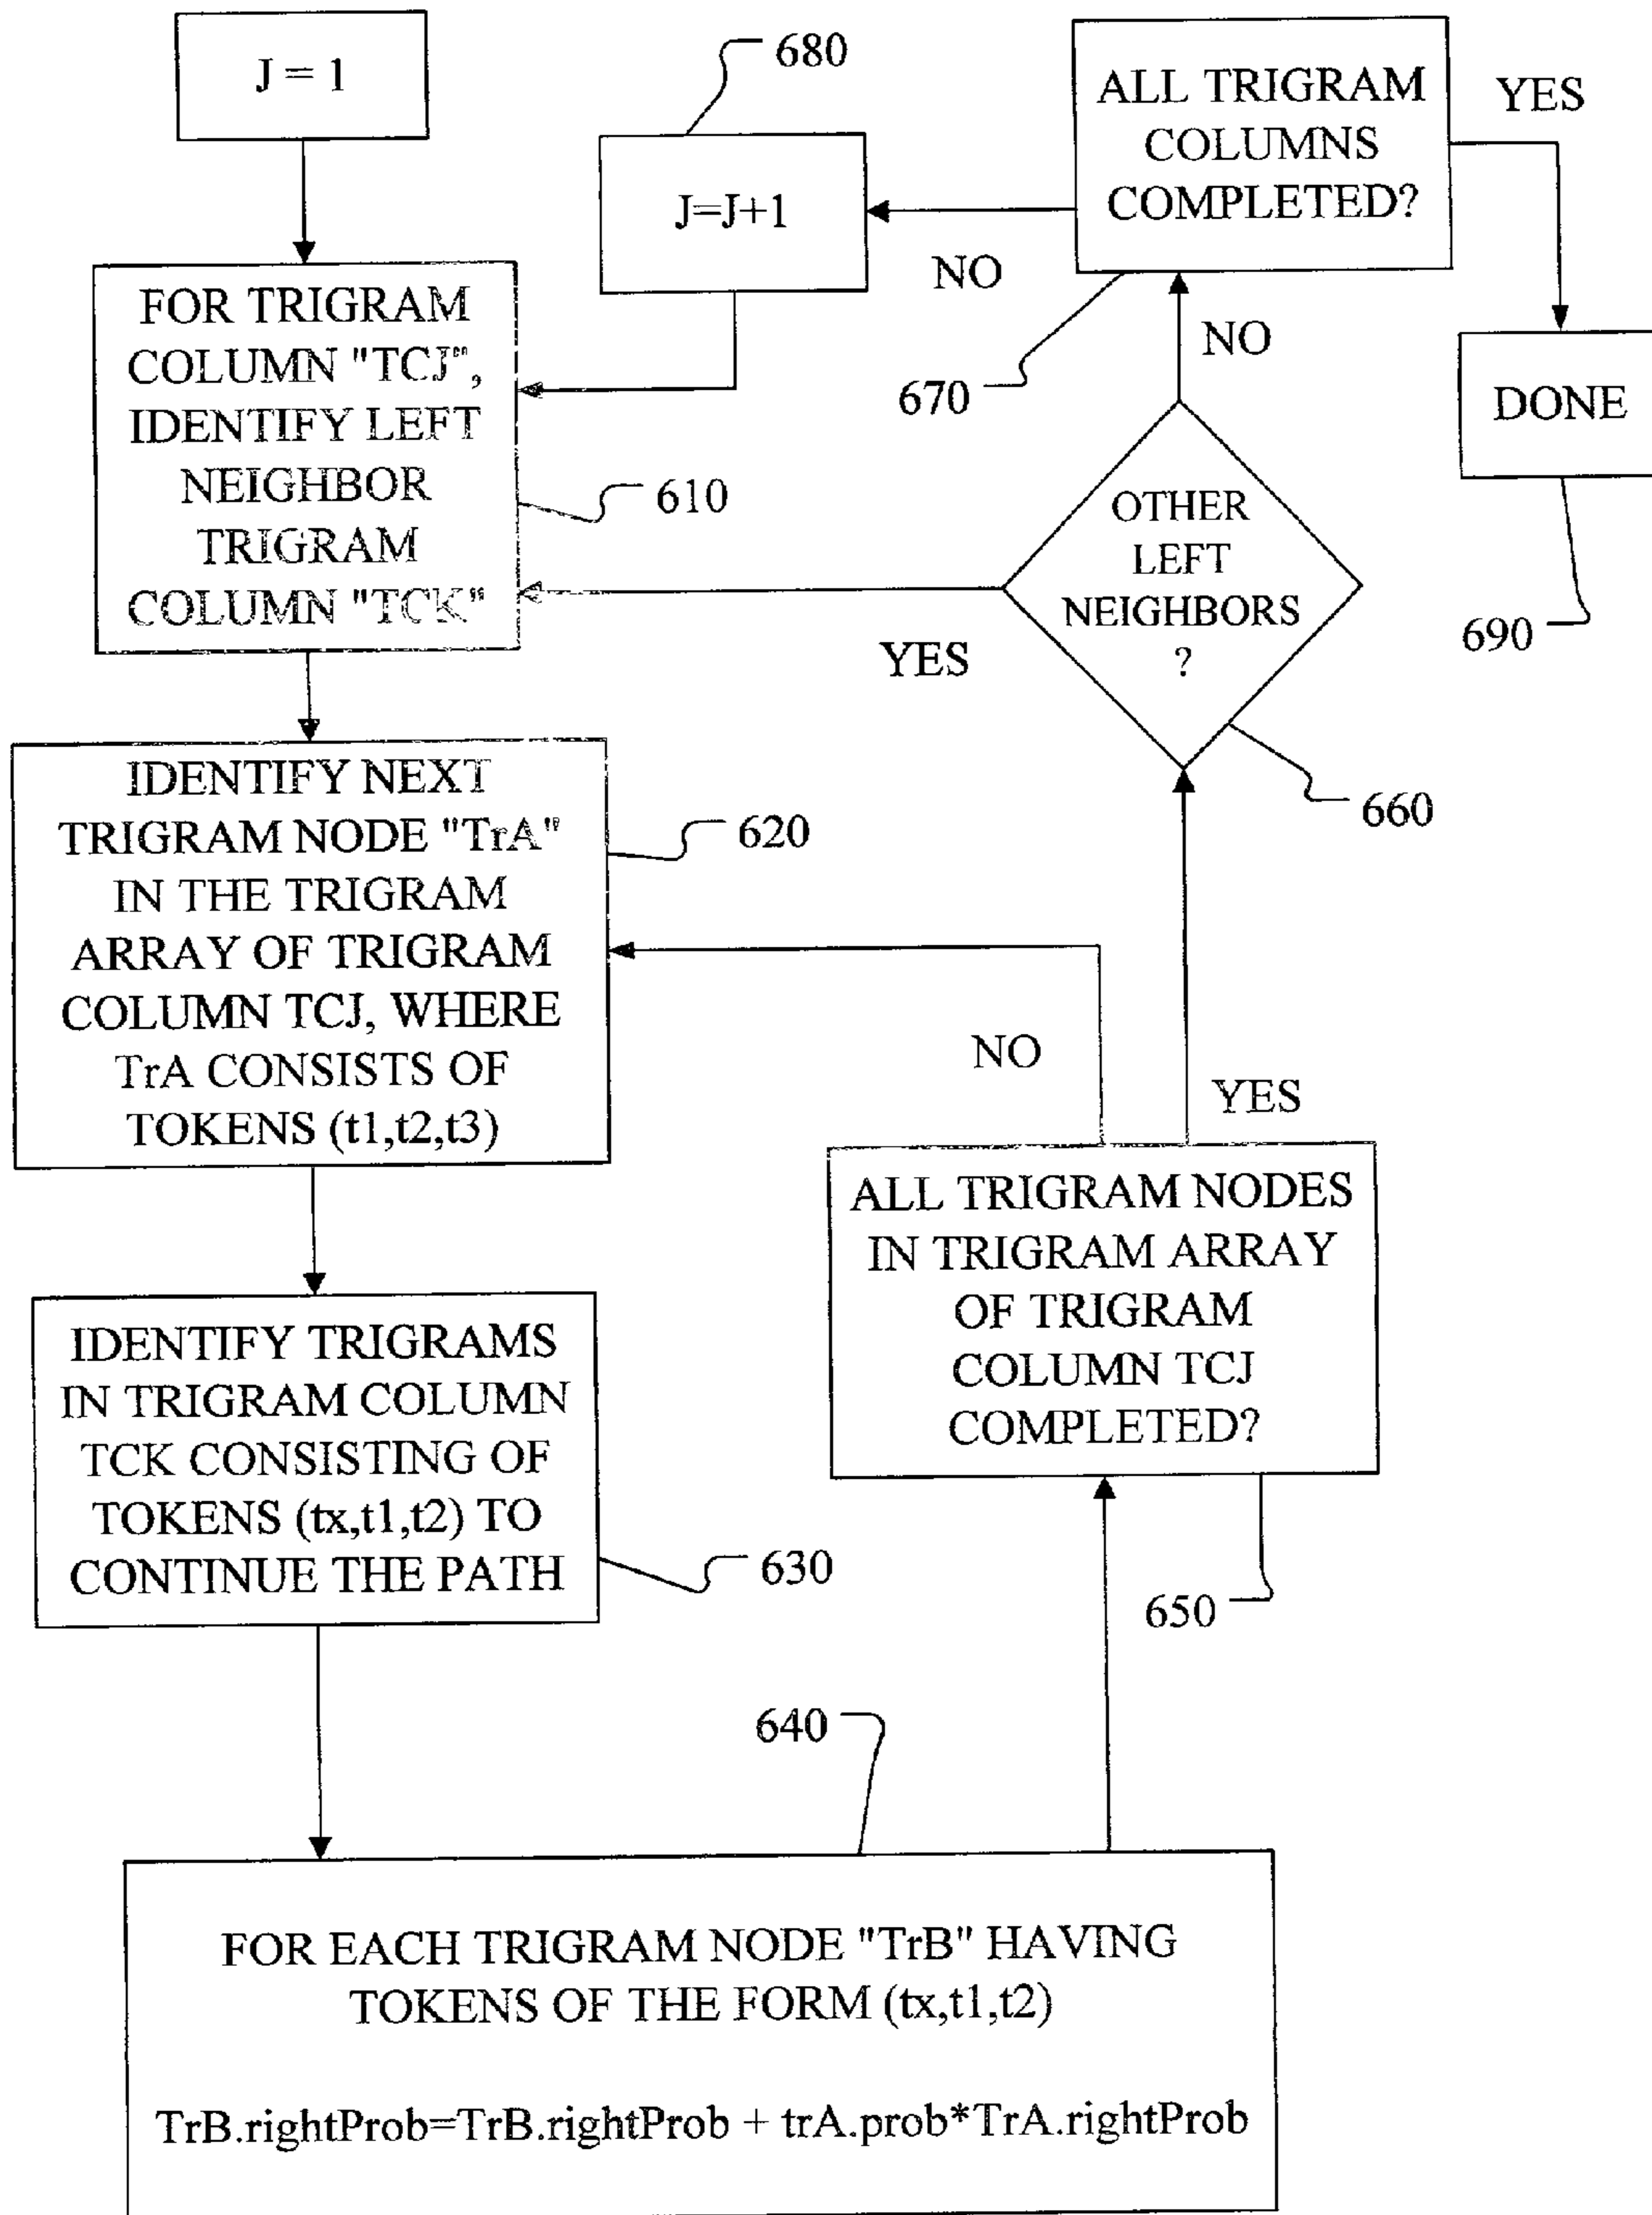 J = 1
680
J=J+1
ALL TRIGRAM
COLUMNS
COMPLETED?
YES
NO
670
NO
DONE
690
FOR TRIGRAM
COLUMN "TCJ",
IDENTIFY LEFT
NEIGHBOR
TRIGRAM
COLUMN "TCK"
610
OTHER
LEFT
NEIGHBORS
?
YES
660
IDENTIFY NEXT
TRIGRAM NODE "TrA"
IN THE TRIGRAM
ARRAY OF TRIGRAM
COLUMN TCJ, WHERE
TrA CONSISTS OF
TOKENS (t1,t2,t3)
620
NO
YES
ALL TRIGRAM NODES
IN TRIGRAM ARRAY
OF TRIGRAM
COLUMN TCJ
COMPLETED?
650
IDENTIFY TRIGRAMS
IN TRIGRAM COLUMN
TCK CONSISTING OF
TOKENS (tx,t1,t2) TO
CONTINUE THE PATH
630
640
FOR EACH TRIGRAM NODE "TrB" HAVING
TOKENS OF THE FORM (tx,t1,t2)
TrB.rightProb=TrB.rightProb + trA.prob*TrA.rightProb